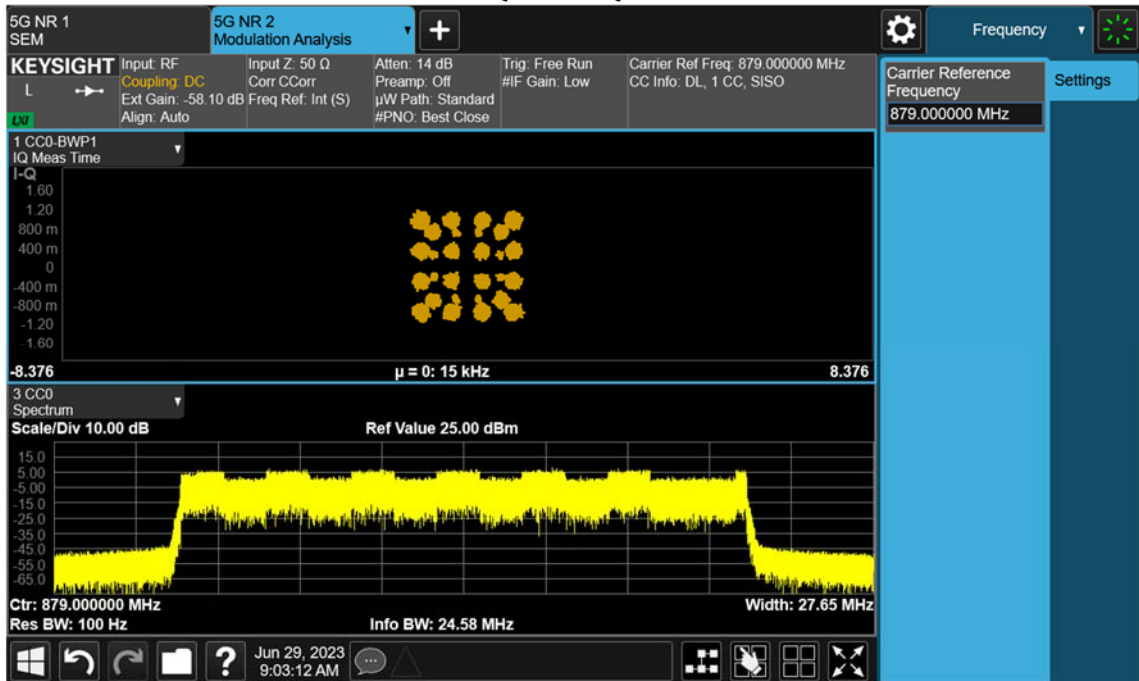 5G NR 1
SEM
5G NR 2
Modulation Analysis
Frequency
KEYSIGHT
L
LXI
Input: RF
Coupling: DC
Ext Gain: -58.10 dB
Align: Auto
Input Z: 50 Ω
Corr CCorr
Freq Ref: Int (S)
Atten: 14 dB
Preamp: Off
µW Path: Standard
#PNO: Best Close
Trig: Free Run
#IF Gain: Low
Carrier Ref Freq: 879.000000 MHz
CC Info: DL, 1 CC, SISO
Carrier Reference
Frequency
879.000000 MHz
Settings
1 CC0-BWP1
IQ Meas Time
I-Q
1.60
1.20
800 m
400 m
0
-400 m
-800 m
-1.20
-1.60
-8.376
µ = 0: 15 kHz
8.376
3 CC0
Spectrum
Scale/Div 10.00 dB
Ref Value 25.00 dBm
15.0
5.00
-5.00
-15.0
-25.0
-35.0
-45.0
-55.0
-65.0
Ctr: 879.000000 MHz
Width: 27.65 MHz
Res BW: 100 Hz
Info BW: 24.58 MHz
Jun 29, 2023
9:03:12 AM